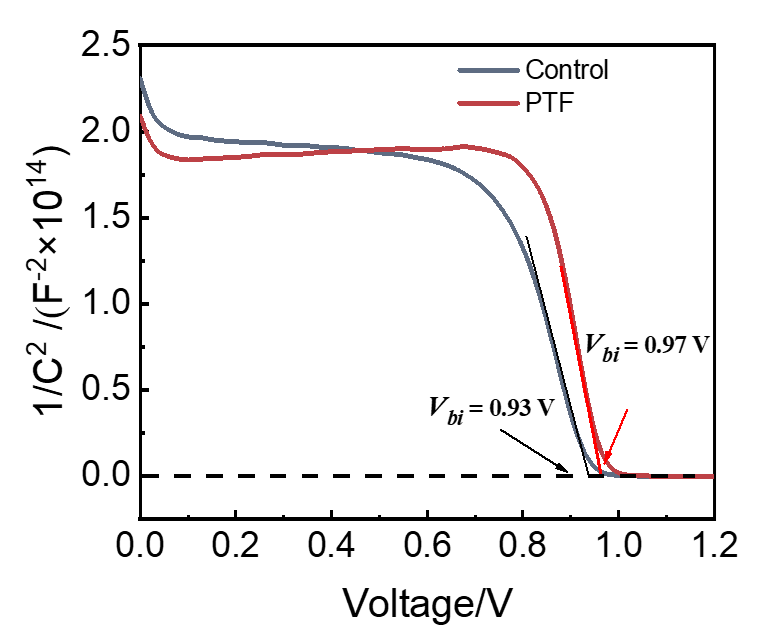 2.5
2.0
1.5
1.0
0.5
0.0
1/C² /(F⁻²×10¹⁴)
Control
PTF
V_bi = 0.97 V
V_bi = 0.93 V
0.0 0.2 0.4 0.6 0.8 1.0 1.2
Voltage/V